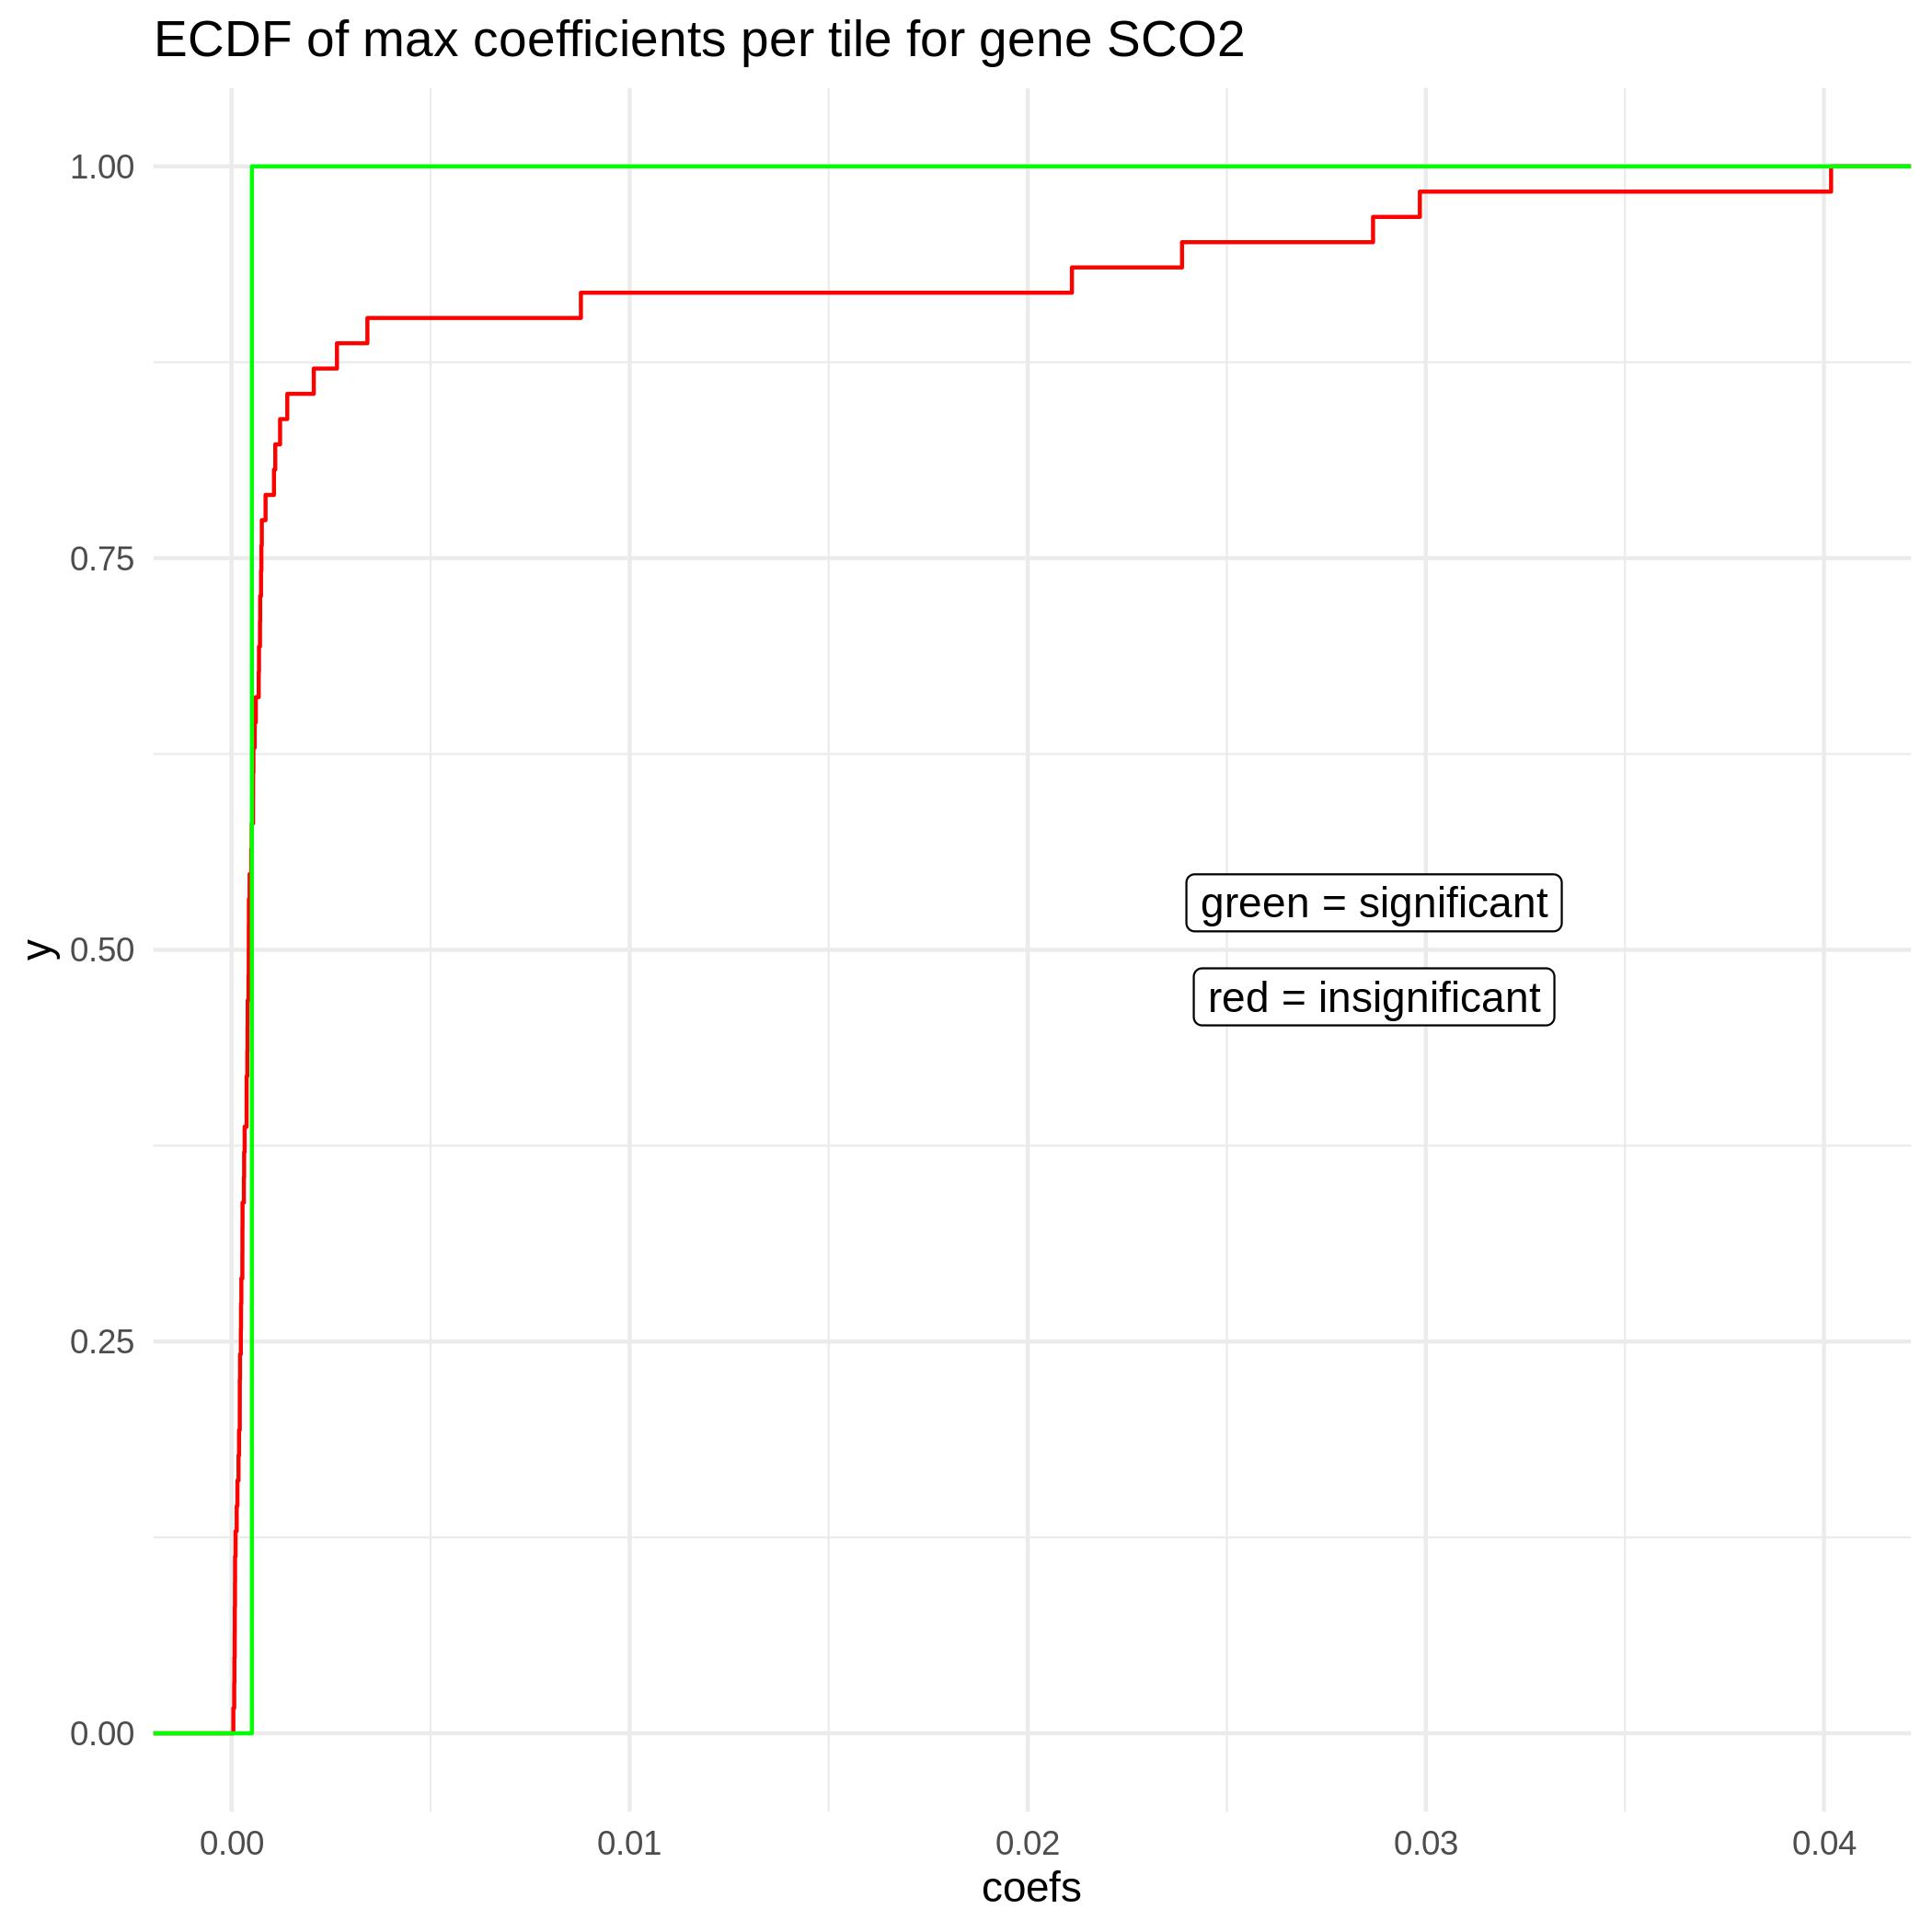 ECDF of max coefficients per tile for gene SCO2
1.00
0.75
0.50
0.25
0.00
y
green = significant
red = insignificant
0.00 0.01 0.02 0.03 0.04
coefs